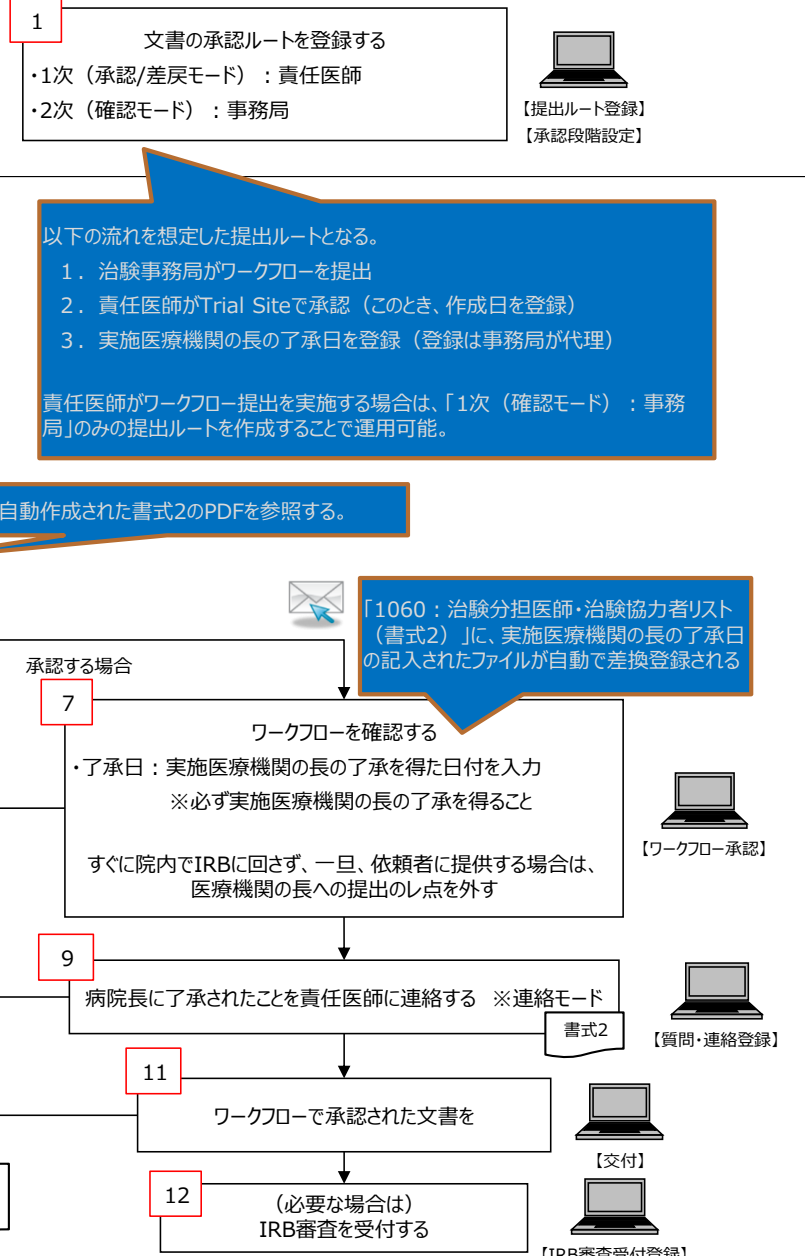 1
文書の承認ルートを登録する
・1次（承認/差戻モード）：責任医師
・2次（確認モード）：事務局
【提出ルート登録】
【承認段階設定】
以下の流れを想定した提出ルートとなる。
１．治験事務局がワークフローを提出
２．責任医師がTrial Siteで承認（このとき、作成日を登録）
３．実施医療機関の長の了承日を登録（登録は事務局が代理）
責任医師がワークフロー提出を実施する場合は、「1次（確認モード）：事務
局」のみの提出ルートを作成することで運用可能。
自動作成された書式2のPDFを参照する。
「1060：治験分担医師・治験協力者リスト
（書式2）」に、実施医療機関の長の了承日
の記入されたファイルが自動で差換登録される
承認する場合
7
ワークフローを確認する
・了承日：実施医療機関の長の了承を得た日付を入力
※必ず実施医療機関の長の了承を得ること
すぐに院内でIRBに回さず、一旦、依頼者に提供する場合は、
医療機関の長への提出のレ点を外す
【ワークフロー承認】
9
病院長に了承されたことを責任医師に連絡する ※連絡モード
書式2
【質問・連絡登録】
11
ワークフローで承認された文書を
【交付】
12
（必要な場合は）
IRB審査を受付する
【IRB審査受付登録】